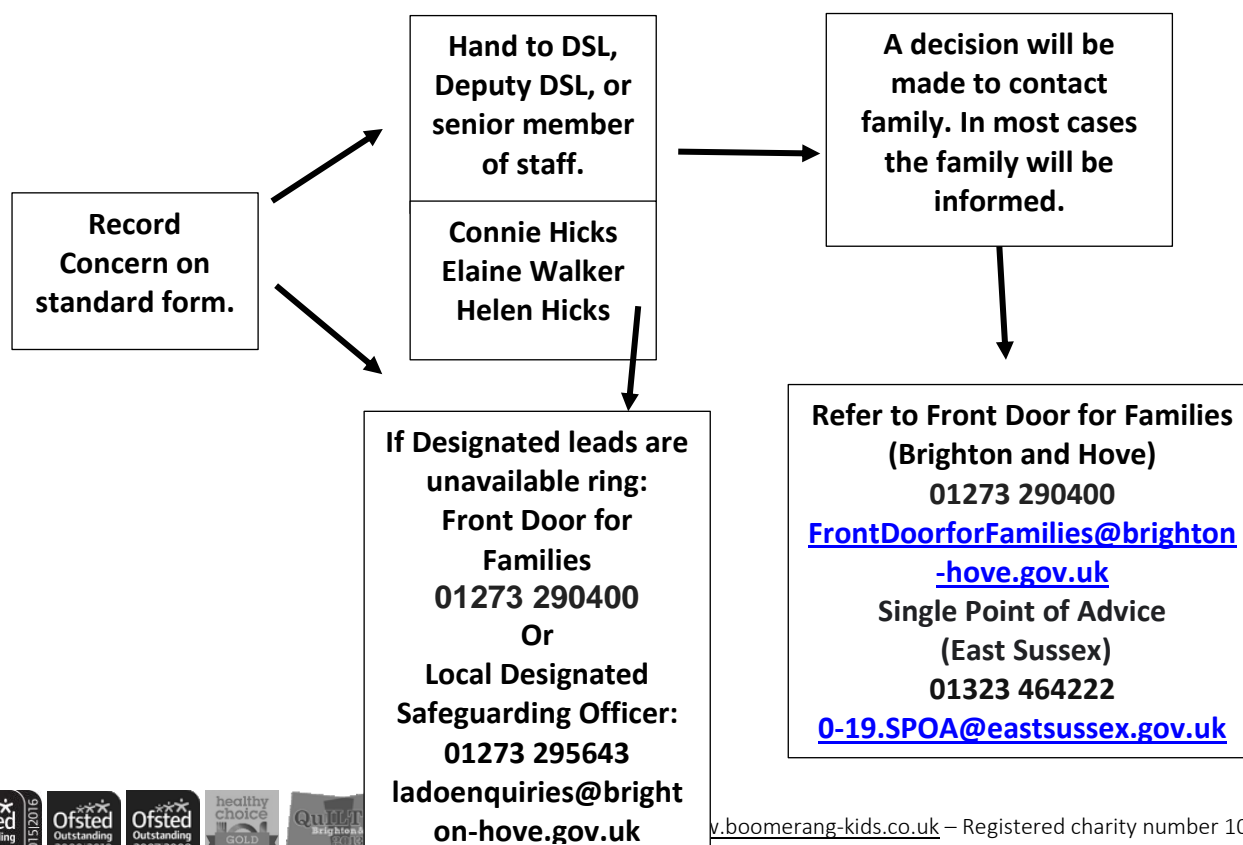 Record
Concern on
standard form.
Hand to DSL,
Deputy DSL, or
senior member
of staff.
Connie Hicks
Elaine Walker
Helen Hicks
A decision will be
made to contact
family. In most cases
the family will be
informed.
If Designated leads are
unavailable ring:
Front Door for
Families
01273 290400
Or
Local Designated
Safeguarding Officer:
01273 295643
ladoenquiries@bright
on-hove.gov.uk
Refer to Front Door for Families
(Brighton and Hove)
01273 290400
FrontDoorforFamilies@brighton
-hove.gov.uk
Single Point of Advice
(East Sussex)
01323 464222
0-19.SPOA@eastsussex.gov.uk
Ofsted
Outstanding
Ofsted
Outstanding
healthy
choice
GOLD
.boomerang-kids.co.uk – Registered charity number 10